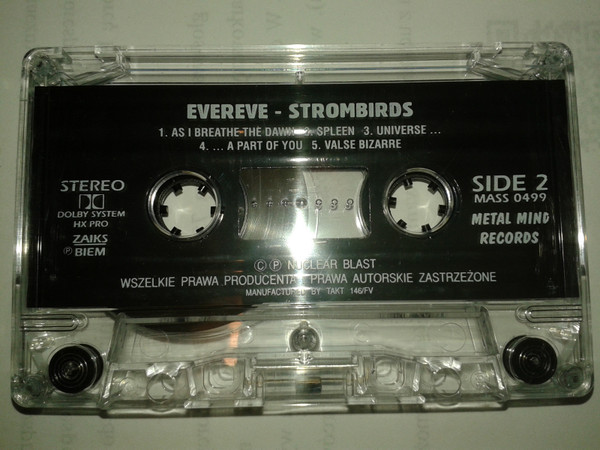 EVEREVE - STROMBIRDS
1. AS I BREATHE THE DAWN 2. SPLEEN 3. UNIVERSE ...
4. ... A PART OF YOU 5. VALSE BIZARRE
STEREO
DOLBY SYSTEM
HX PRO
ZAIKS
Ⓟ BIEM
SIDE 2
MASS 0499
METAL MIND
RECORDS
© Ⓟ NUCLEAR BLAST
WSZELKIE PRAWA PRODUCENTA I PRAWA AUTORSKIE ZASTRZEŻONE
MANUFACTURED BY TAKT 146/FV